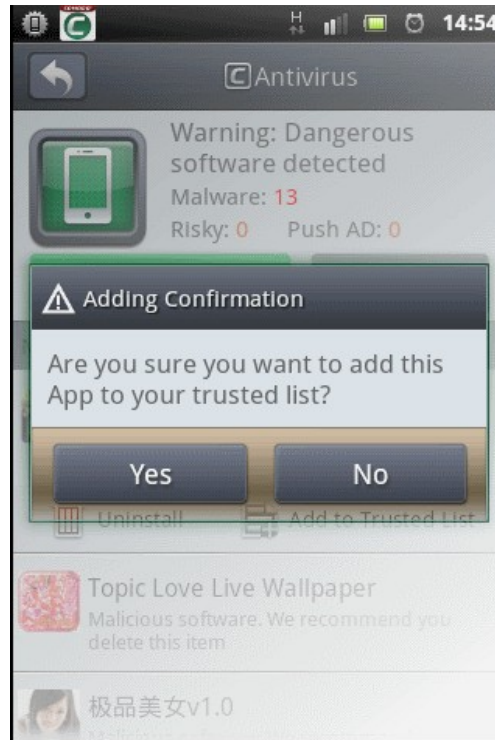 H
14:54
C Antivirus
Warning: Dangerous
software detected
Malware: 13
Risky: 0 Push AD: 0
Adding Confirmation
Are you sure you want to add this
App to your trusted list?
Yes No
Uninstall Add to Trusted List
Topic Love Live Wallpaper
Malicious software. We recommend you
delete this item
极品美女v1.0